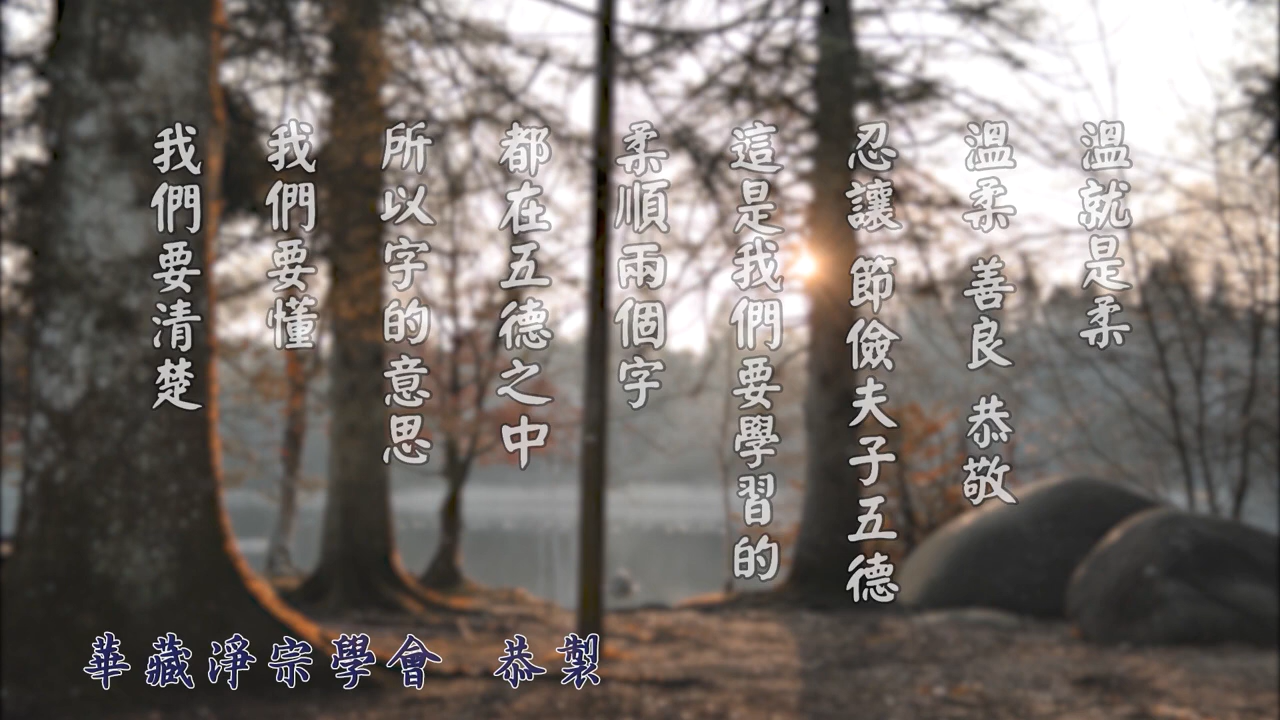 溫就是柔
溫柔 善良 恭敬
忍讓 節儉夫子五德
這是我們要學習的
柔順兩個字
都在五德之中
所以字的意思
我們要懂
我們要清楚
華藏淨宗學會 恭製